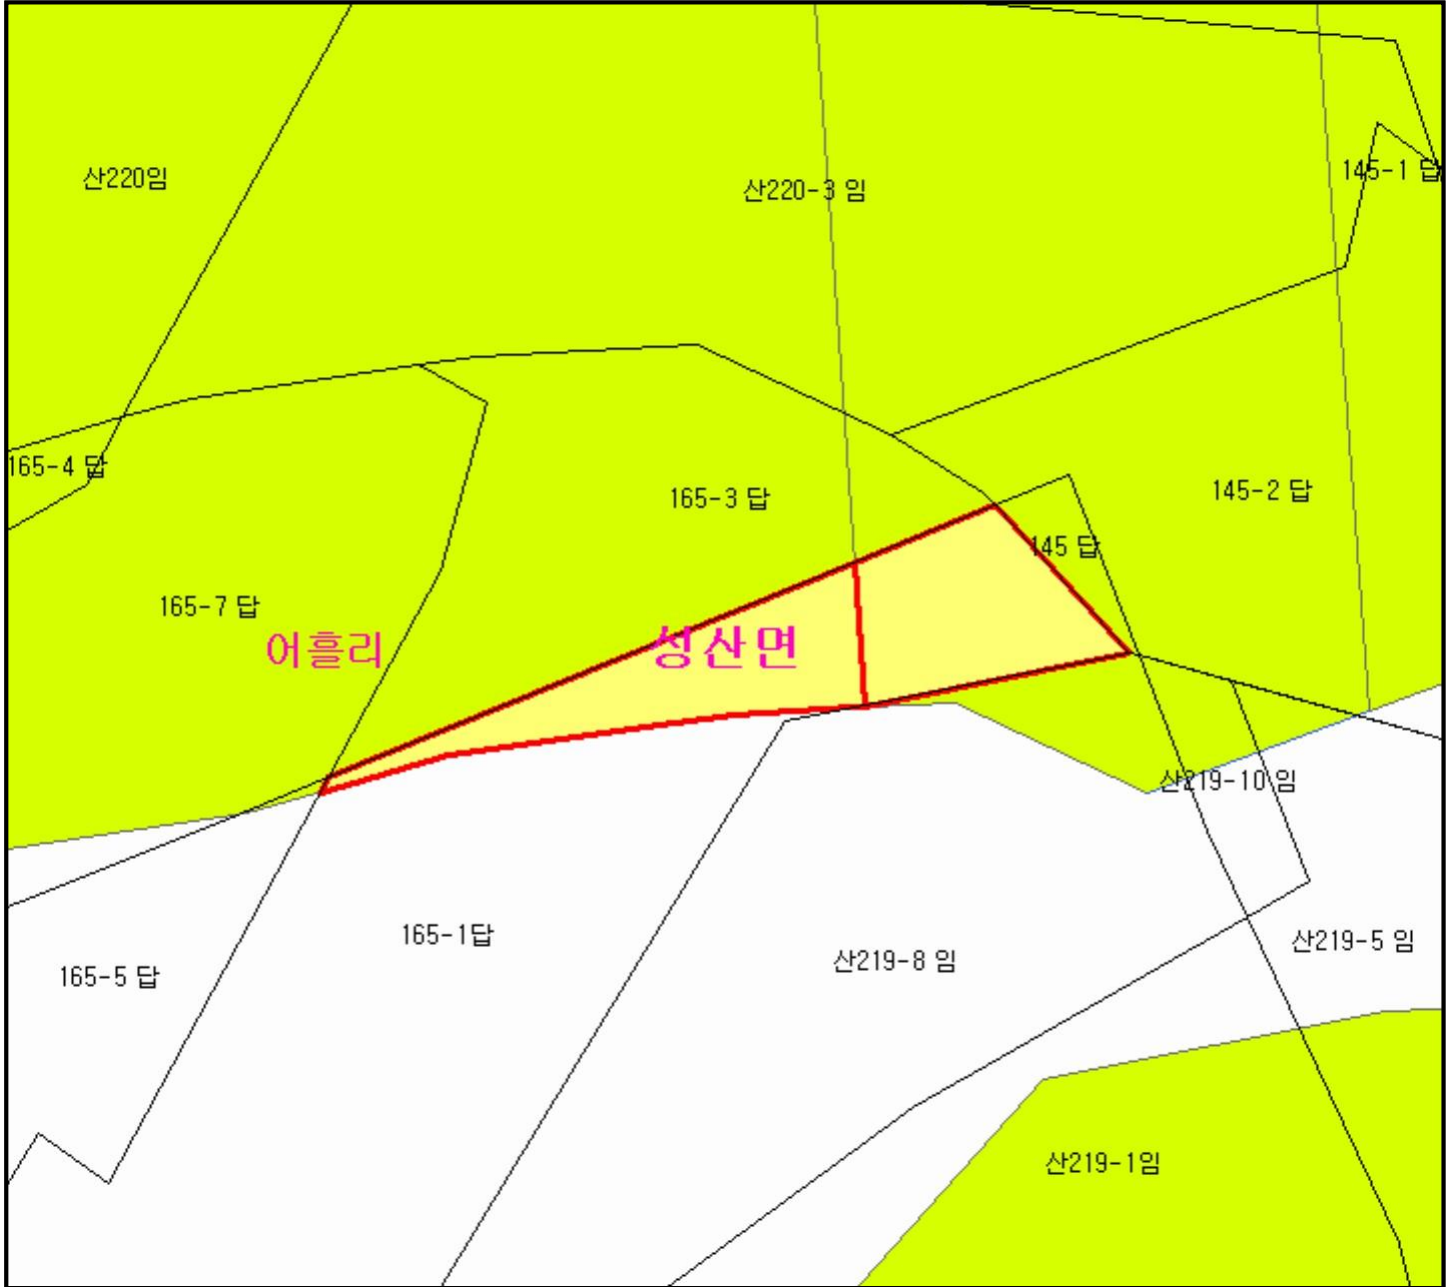 산220임
산220-3 임
145-1 답
165-4 답
165-3 답
145-2 답
145 답
165-7 답
어흘리
성산면
산219-10 임
165-1답
산219-8 임
산219-5 임
165-5 답
산219-1임